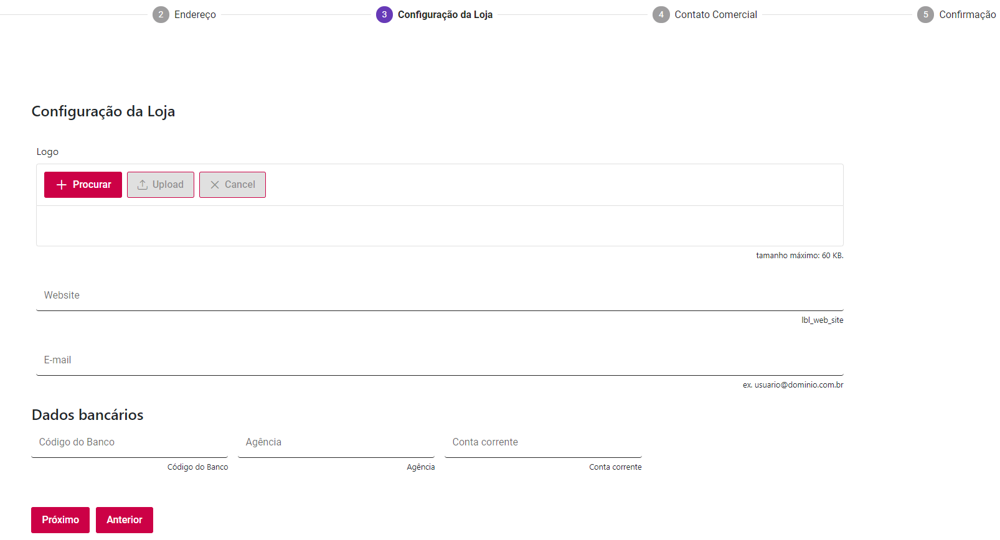 2 Endereço 3 Configuração da Loja 4 Contato Comercial 5 Confirmação
Configuração da Loja
Logo
Procurar Upload Cancel
tamanho máximo: 60 KB.
Website
lbl_web_site
E-mail
ex. usuario@dominio.com.br
Dados bancários
Código do Banco Agência Conta corrente
Código do Banco Agência Conta corrente
Próximo Anterior